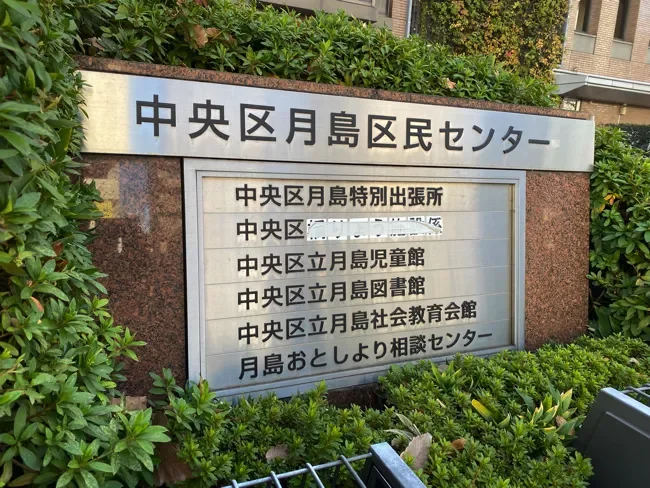 中央区月島区民センター
中央区月島特別出張所
中央区
中央区立月島児童館
中央区立月島図書館
中央区立月島社会教育会館
月島おとしより相談センター